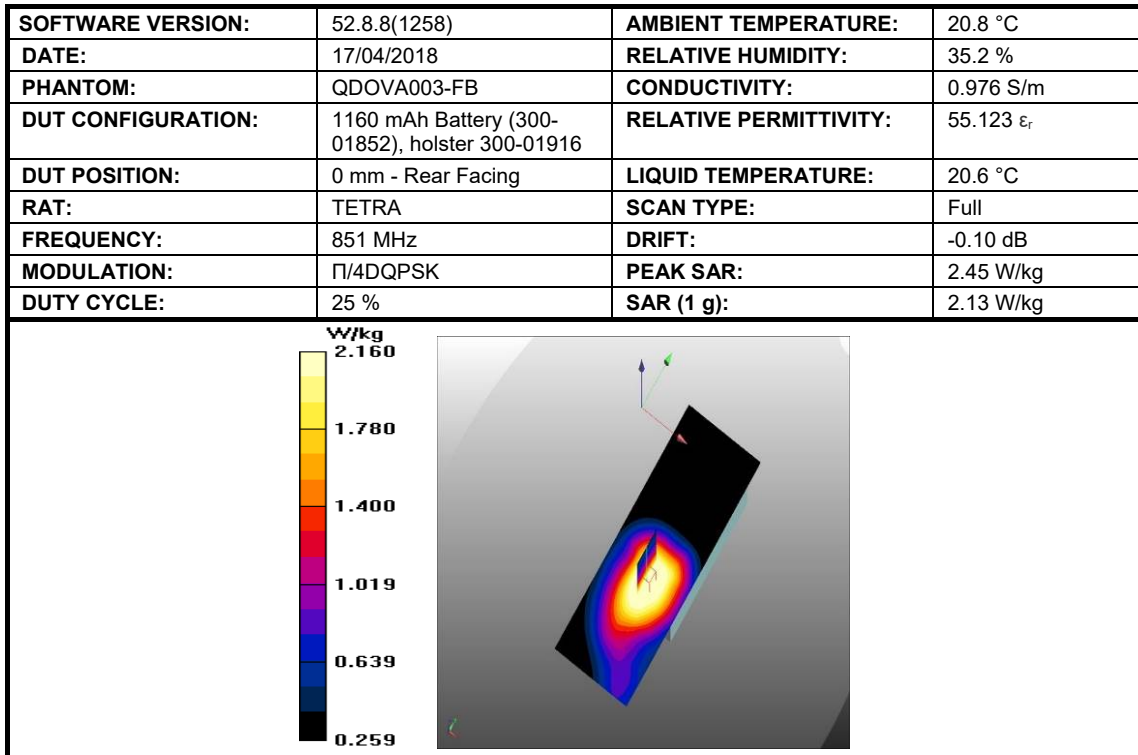 SOFTWARE VERSION: 52.8.8(1258) AMBIENT TEMPERATURE: 20.8 °C
DATE: 17/04/2018 RELATIVE HUMIDITY: 35.2 %
PHANTOM: QDOVA003-FB CONDUCTIVITY: 0.976 S/m
DUT CONFIGURATION: 1160 mAh Battery (300-
01852), holster 300-01916 RELATIVE PERMITTIVITY: 55.123 εr
DUT POSITION: 0 mm - Rear Facing LIQUID TEMPERATURE: 20.6 °C
RAT: TETRA SCAN TYPE: Full
FREQUENCY: 851 MHz DRIFT: -0.10 dB
MODULATION: Π/4DQPSK PEAK SAR: 2.45 W/kg
DUTY CYCLE: 25 % SAR (1 g): 2.13 W/kg
W/kg
2.160
1.780
1.400
1.019
0.639
0.259